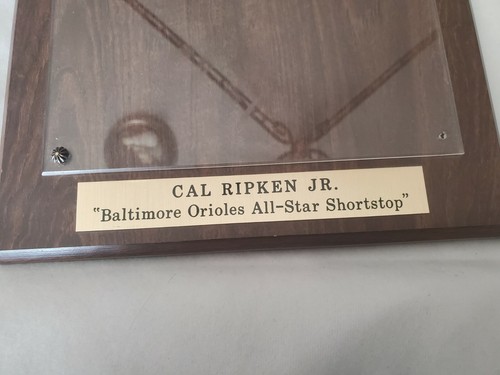 CAL RIPKEN JR.
"Baltimore Orioles All-Star Shortstop"